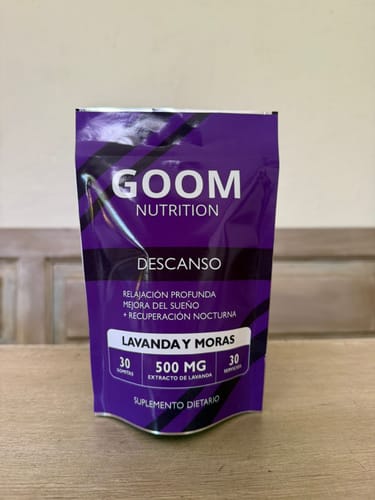 GOOM
NUTRITION
DESCANSO
RELAJACIÓN PROFUNDA
MEJORA DEL SUEÑO
+ RECUPERACIÓN NOCTURNA
LAVANDA Y MORAS
30 500 MG 30
GOMITAS EXTRACTO DE LAVANDA SERVICIOS
SUPLEMENTO DIETARIO